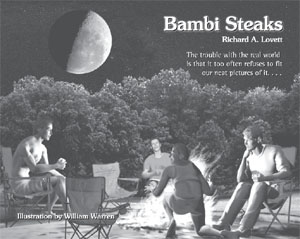 Bambi Steaks
Richard A. Lovett
The trouble with the real world
is that it too often refuses to fit
our neat pictures of it. . . .
Illustration by William Warren